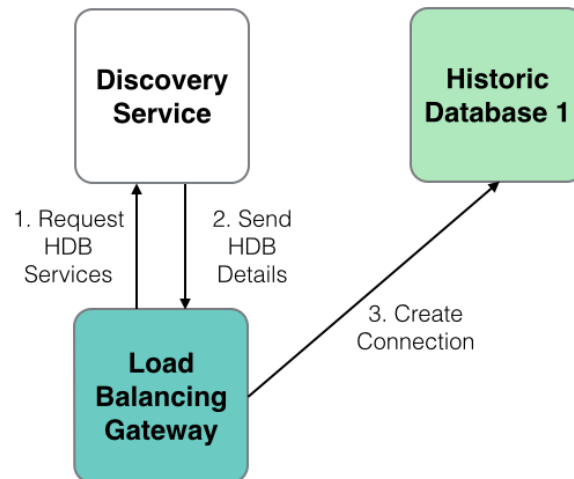 Discovery
Service
Historic
Database 1
1. Request
HDB
Services
2. Send
HDB
Details
3. Create
Connection
Load
Balancing
Gateway